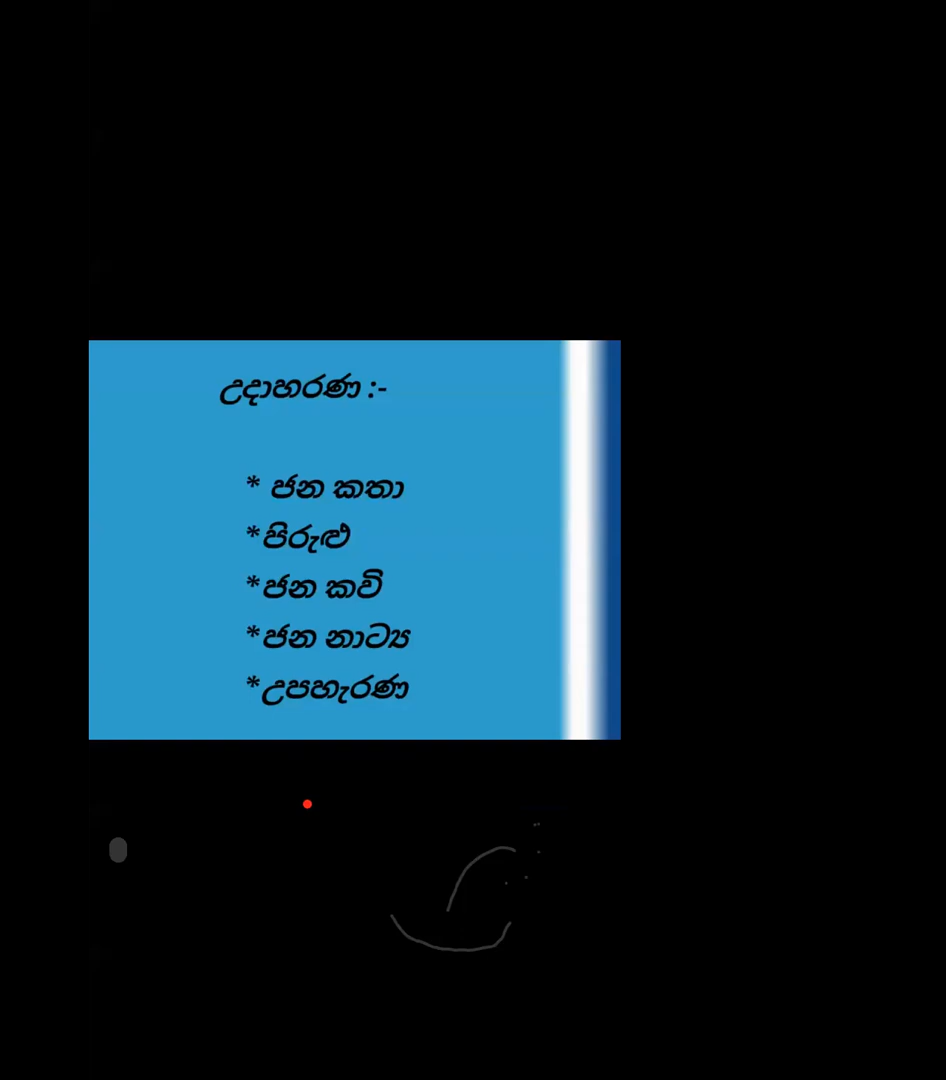 උදාහරණ :-
* ජන කතා
*පිරුළු
*ජන කවි
*ජන නාට්‍ය
*උපහැරණ